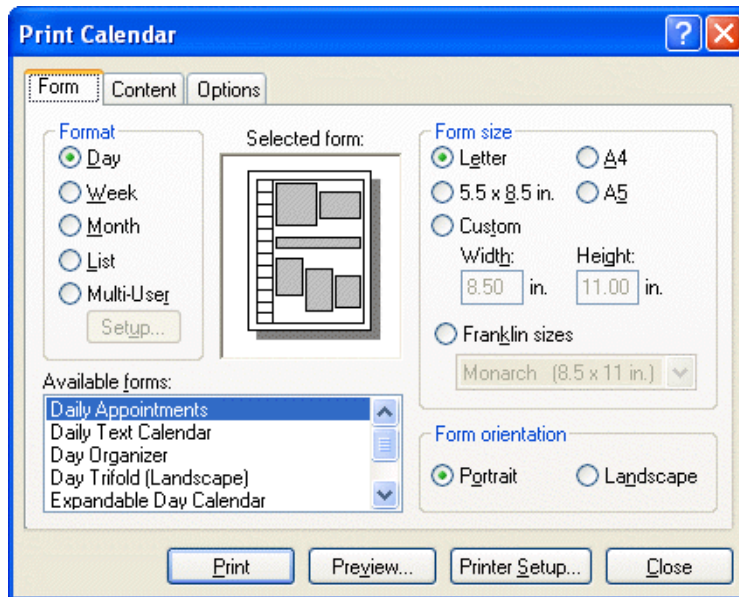 Print Calendar
Form Content Options
Format
Day
Week
Month
List
Multi-User
Setup...
Selected form:
Form size
Letter A4
5.5 x 8.5 in. A5
Custom
Width: Height:
8.50 in. 11.00 in.
Franklin sizes
Monarch (8.5 x 11 in.)
Available forms:
Daily Appointments
Daily Text Calendar
Day Organizer
Day Trifold (Landscape)
Expandable Day Calendar
Form orientation
Portrait Landscape
Print Preview... Printer Setup... Close